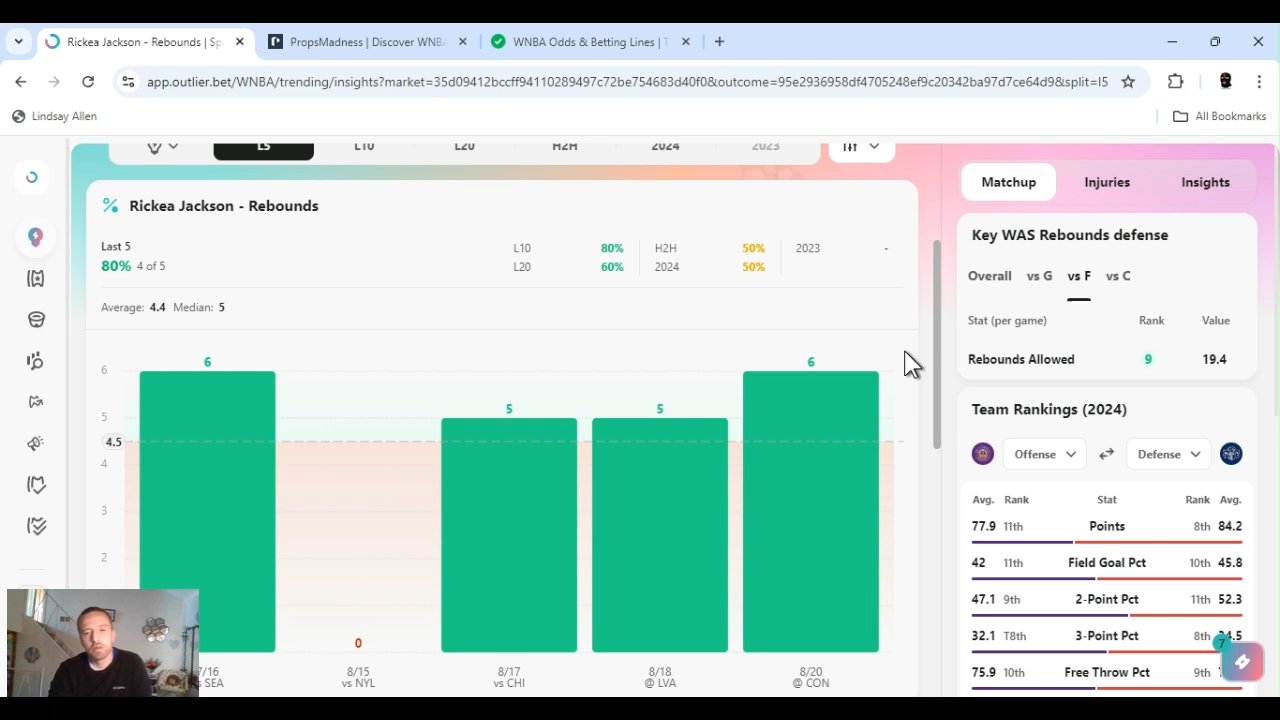 Rickea Jackson - Rebounds | Sp
PropsMadness | Discover WNBA
WNBA Odds & Betting Lines | T
app.outlier.bet/WNBA/trending/insights?market=35d09412bccff94110289497c72be754683d40f0&outcome=95e2936958df4705248ef9c20342ba97d7ce64d9&split=l5
Lindsay Allen
All Bookmarks
L5 L10 L20 H2H 2024 2023
Rickea Jackson - Rebounds
Last 5
80% 4 of 5
L10 80% H2H 50% 2023 -
L20 60% 2024 50%
Average: 4.4 Median: 5
6 6
6
5
5 5
4.5
4
3
2
0
7/16 8/15 8/17 8/18 8/20
SEA vs NYL vs CHI @ LVA @ CON
Matchup Injuries Insights
Key WAS Rebounds defense
Overall vs G vs F vs C
Stat (per game) Rank Value
Rebounds Allowed 9 19.4
Team Rankings (2024)
Offense Defense
Avg. Rank Stat Rank Avg.
77.9 11th Points 8th 84.2
42 11th Field Goal Pct 10th 45.8
47.1 9th 2-Point Pct 11th 52.3
32.1 T8th 3-Point Pct 8th
7
75.9 10th Free Throw Pct 9th